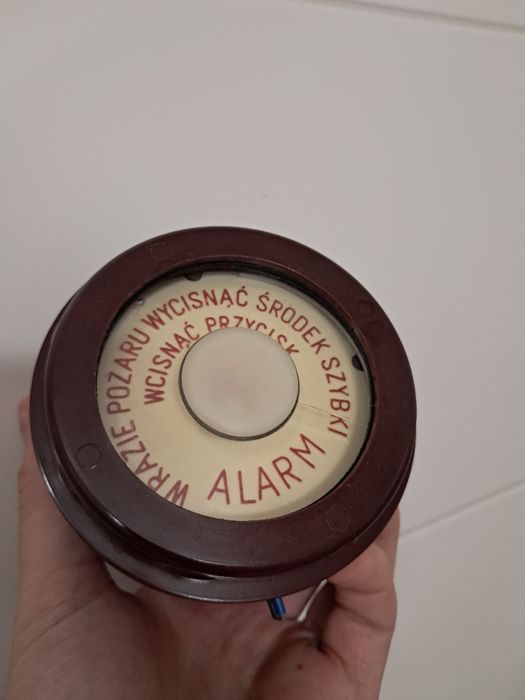 W RAZIE POŻARU WYCISNĄĆ ŚRODEK SZYBKI
WCISNĄĆ PRZYCISK
ALARM